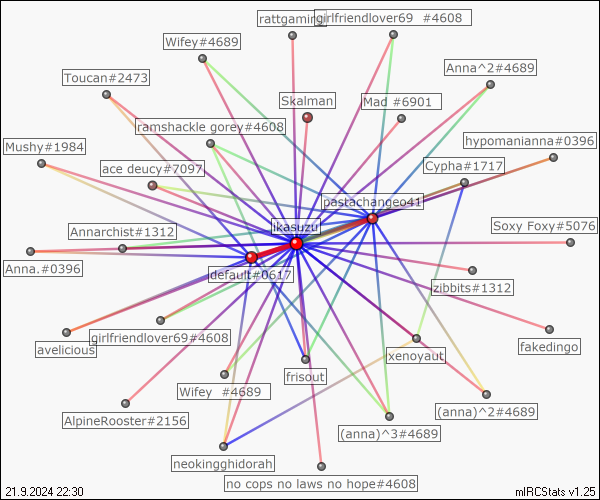 rattgaming
girlfriendlover69  #4608
Wifey#4689
Toucan#2473
Anna^2#4689
Skalman
Mad #6901
ramshackle gorey#4608
hypomanianna#0396
Mushy#1984
ace deucy#7097
Cypha#1717
pastachangeo41
ikasuzu
Annarchist#1312
Soxy Foxy#5076
Anna.#0396
default#0617
zibbits#1312
girlfriendlover69#4608
avelicious
xenoyaut
fakedingo
frisout
Wifey  #4689
AlpineRooster#2156
(anna)^2#4689
(anna)^3#4689
neokingghidorah
no cops no laws no hope#4608
21.9.2024 22:30
mIRCStats v1.25